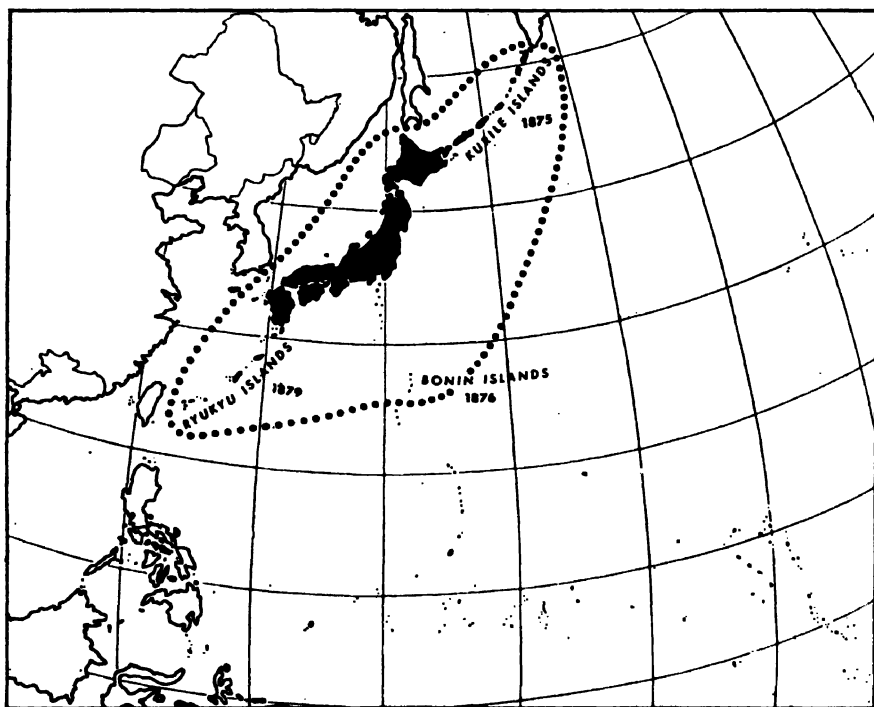 KURILE ISLANDS
1875
BONIN ISLANDS
1876
RYUKYU ISLANDS
1879